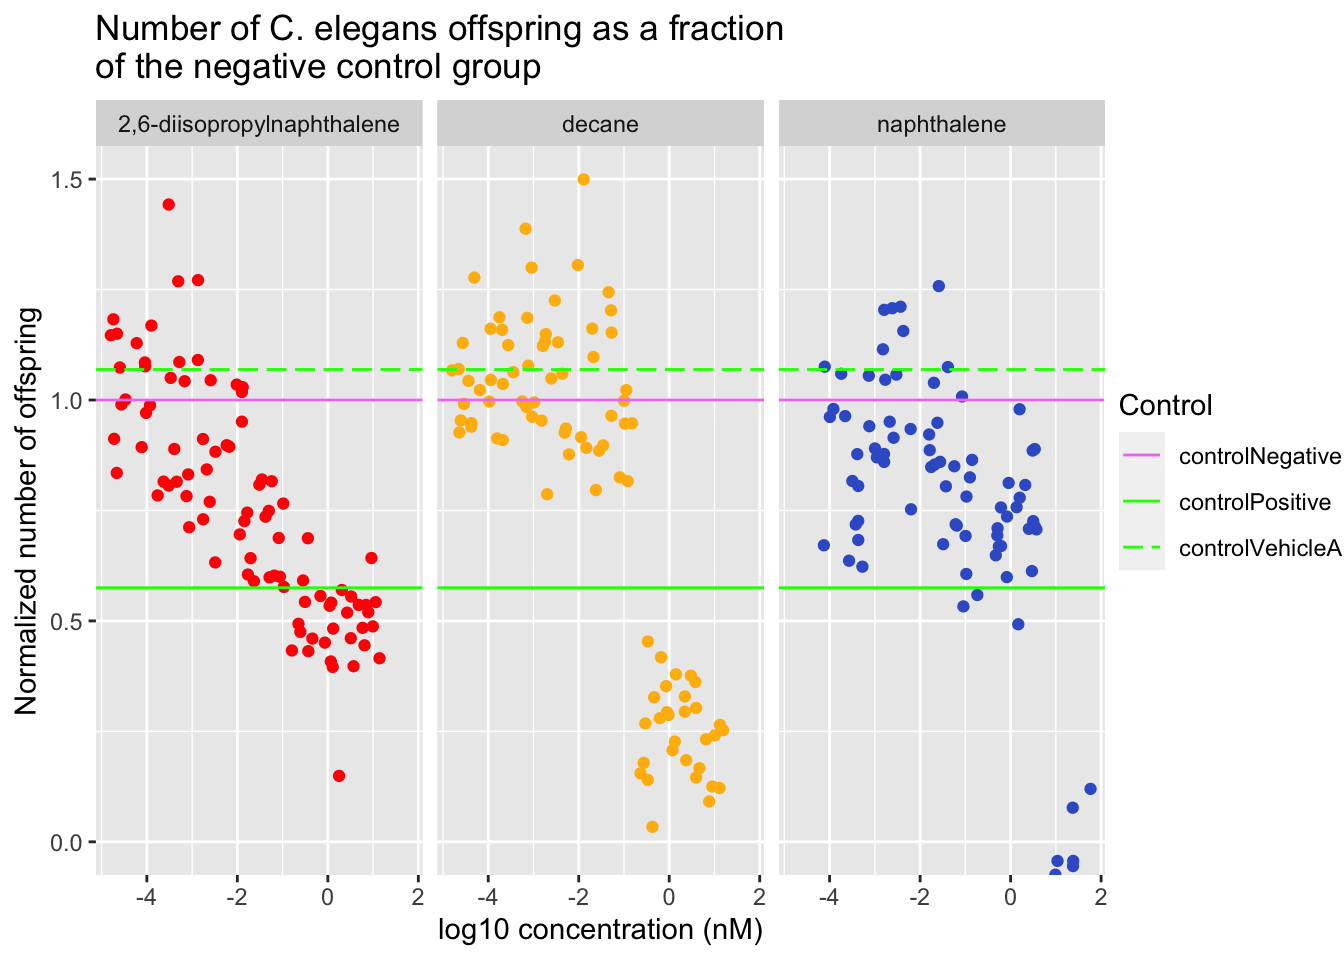 Number of C. elegans offspring as a fraction
of the negative control group
2,6-diisopropylnaphthalene
decane
naphthalene
Normalized number of offspring
1.5
1.0
0.5
0.0
-4 -2 0 2
-4 -2 0 2
-4 -2 0 2
log10 concentration (nM)
Control
controlNegative
controlPositive
controlVehicleA